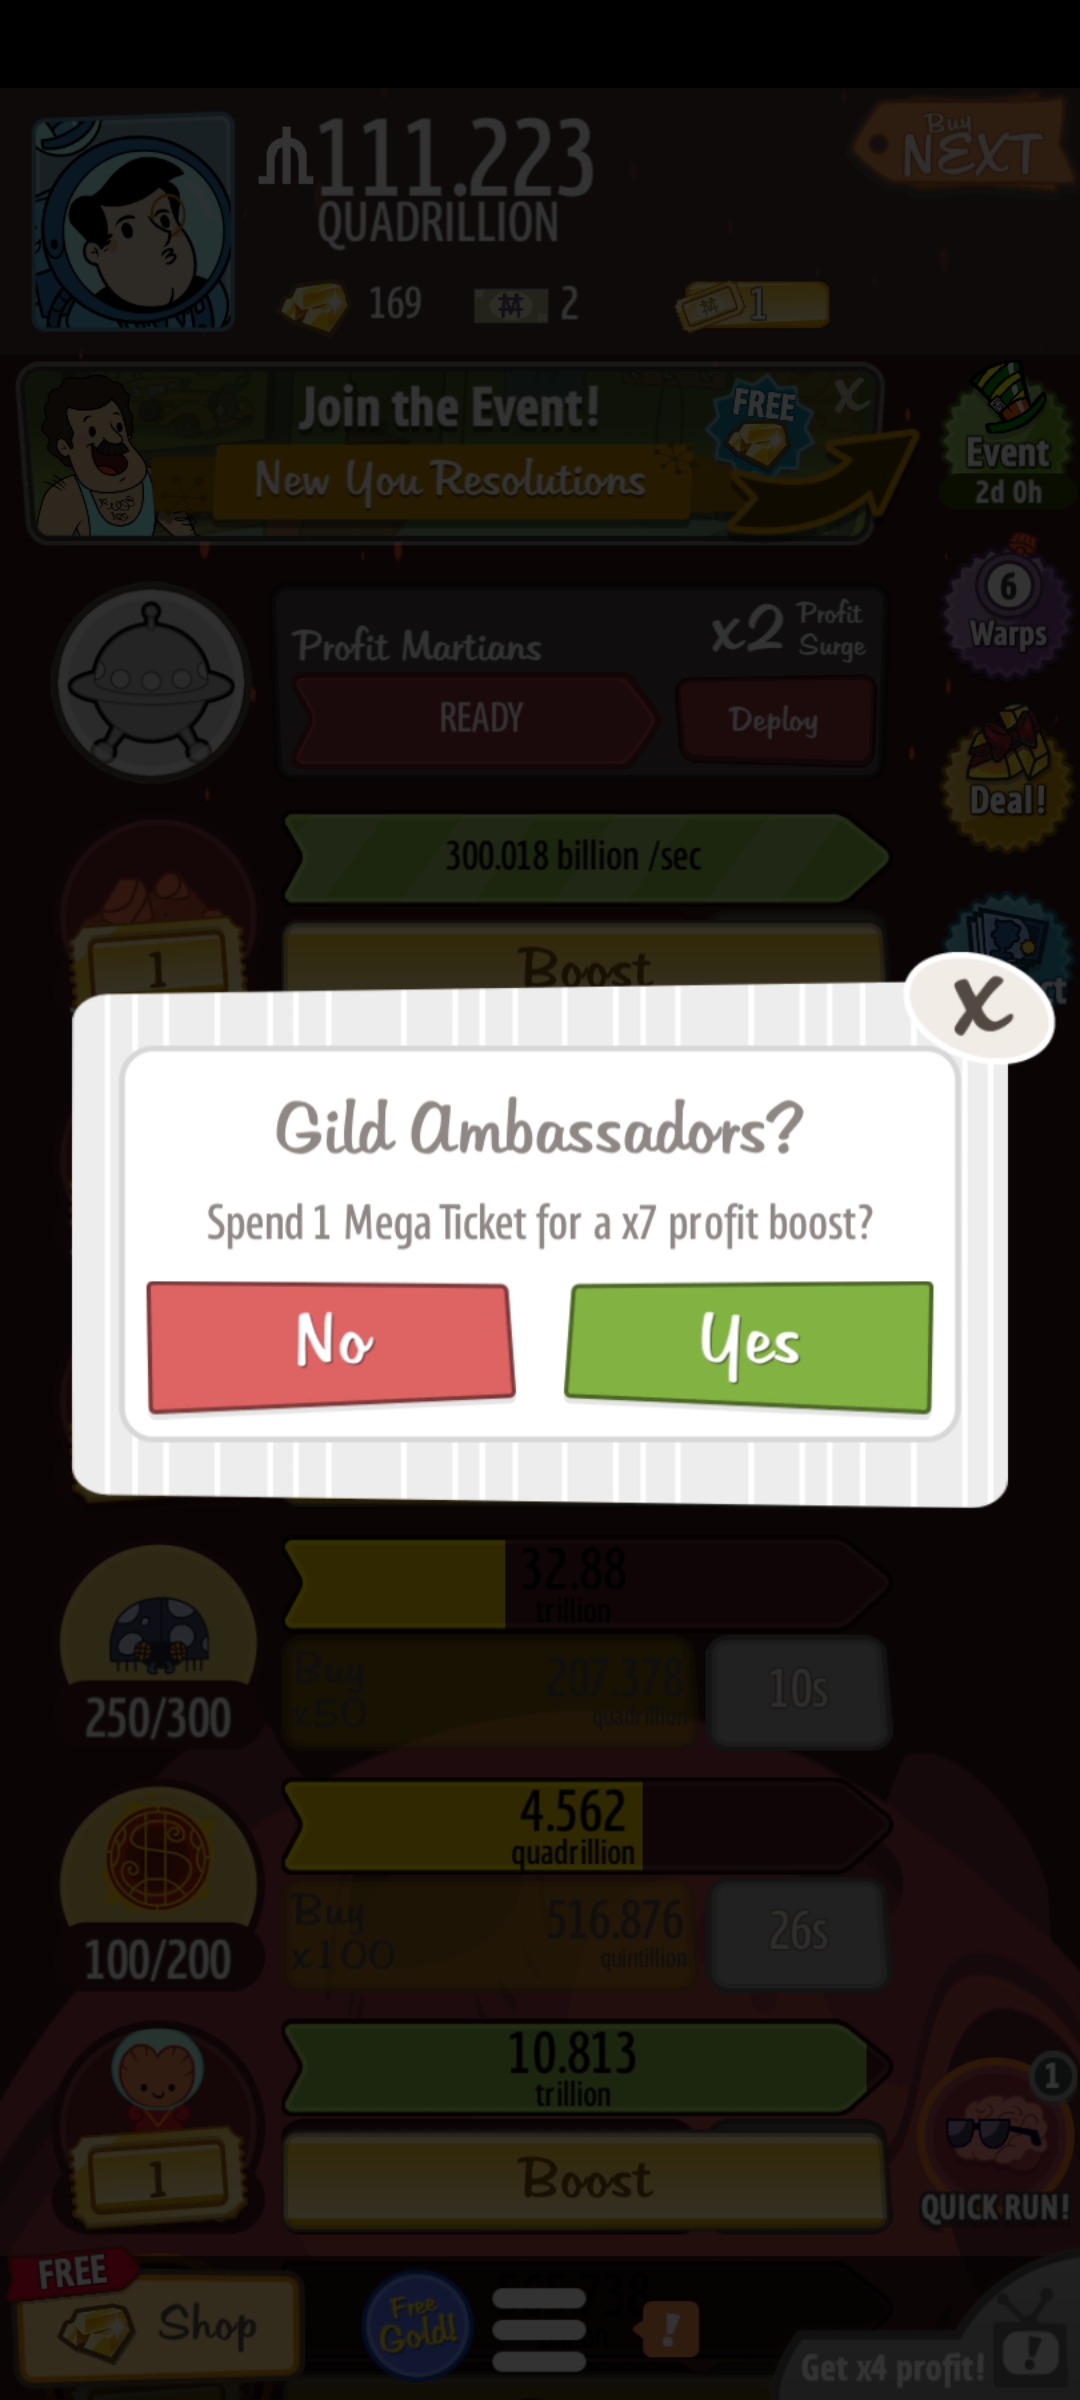 ₥111.223
QUADRILLION
Buy
NEXT
169
2
1
Join the Event!
New You Resolutions
FREE
X
Event
2d 0h
6
Warps
Profit Martians
x2 Profit
Surge
READY
Deploy
Deal!
300.018 billion /sec
1
Boost
X
Gild Ambassadors?
Spend 1 Mega Ticket for a x7 profit boost?
No
Yes
32.88
trillion
250/300
Buy
x50
207.378
quadrillion
10s
4.562
quadrillion
100/200
Buy
x100
516.876
quintillion
26s
10.813
trillion
1
Boost
1
QUICK RUN!
FREE
Shop
Free
Gold!
!
Get x4 profit!
!